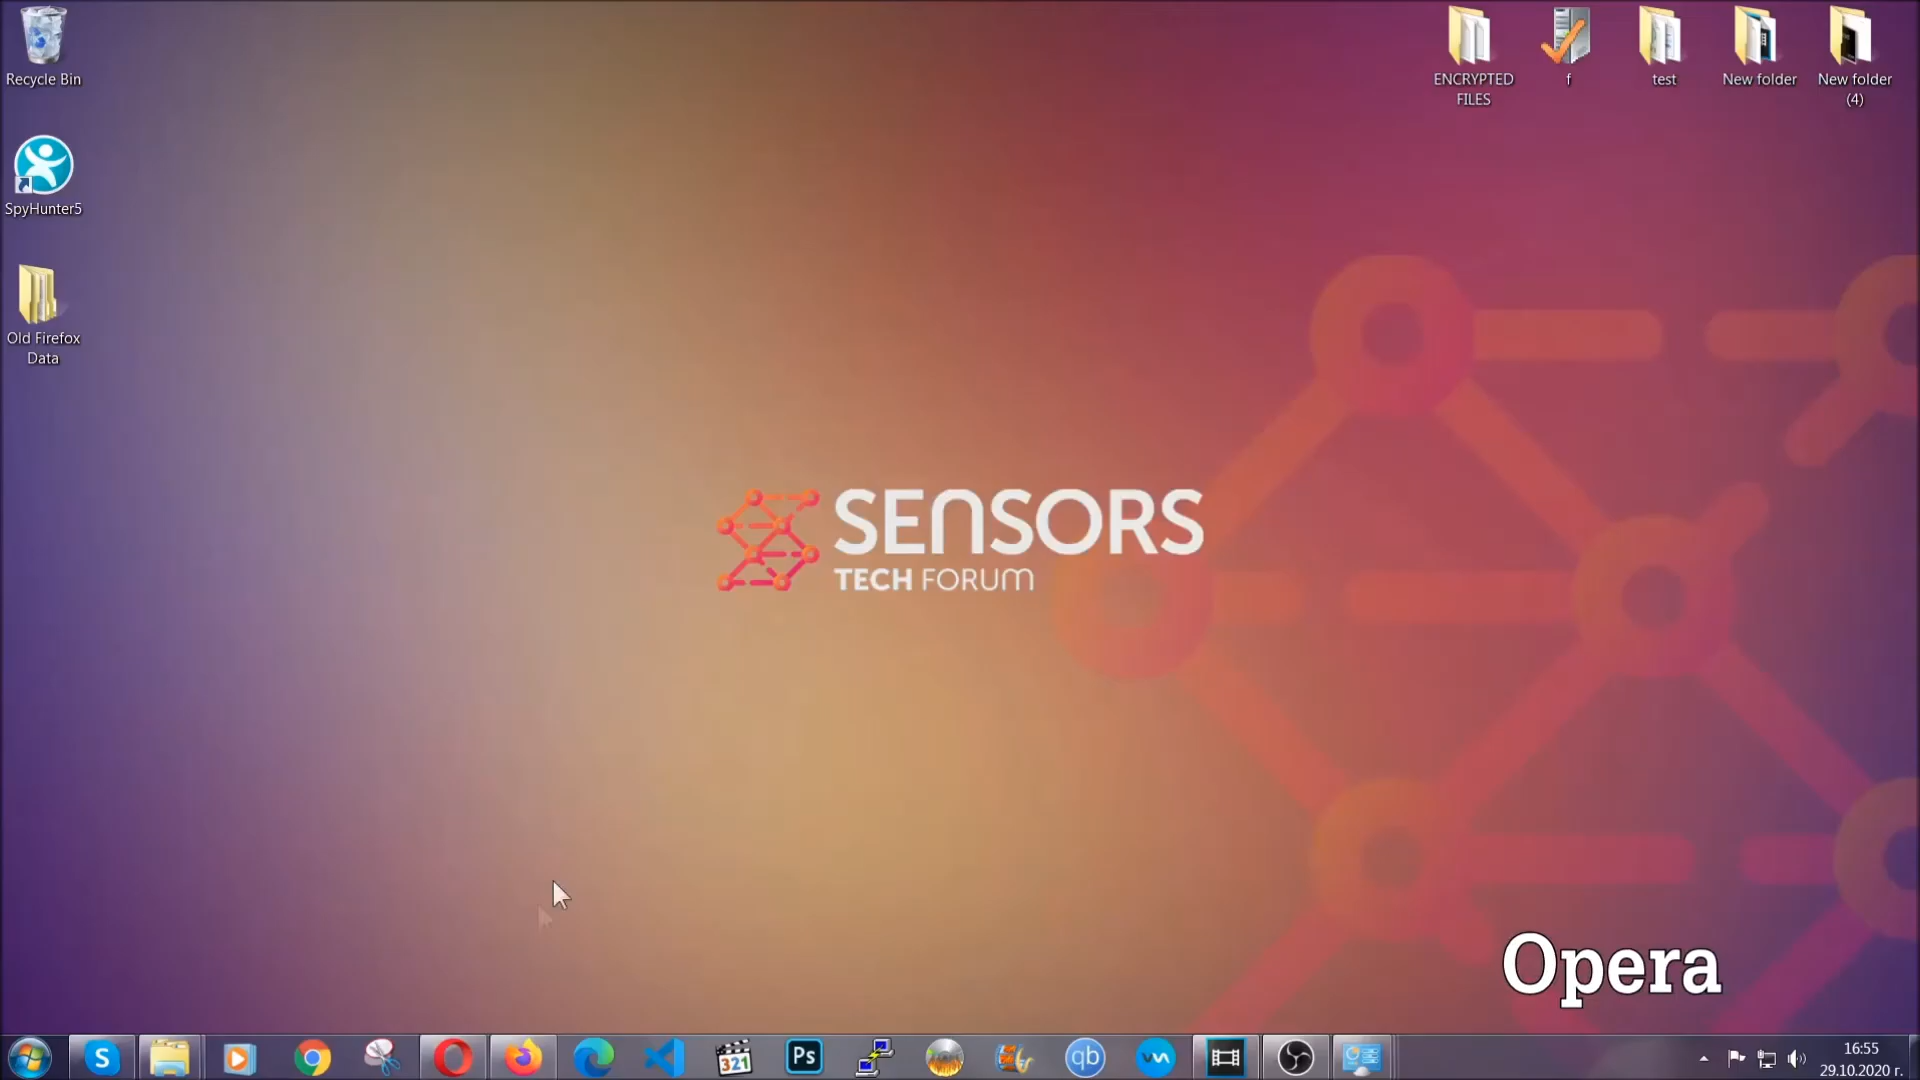 Recycle Bin
SpyHunter5
Old Firefox
Data
ENCRYPTED
FILES
f
test
New folder
New folder
(4)
SENSORS
TECH FORUM
Opera
S
321
Ps
qb
16:55
29.10.2020 г.